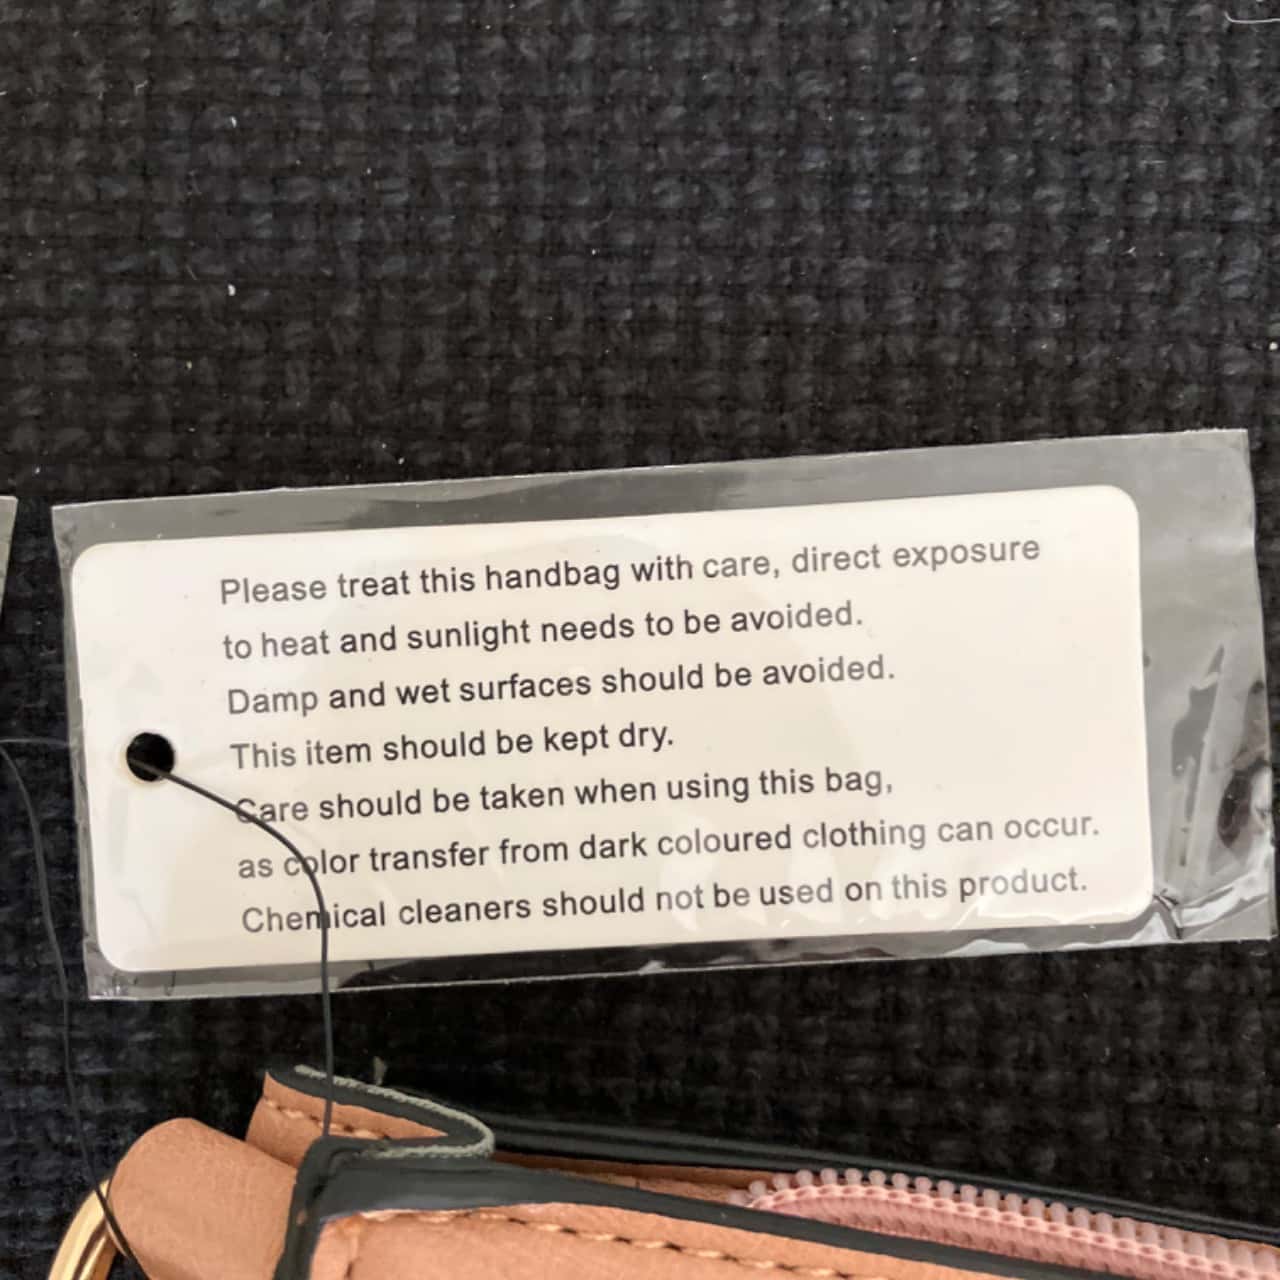 Please treat this handbag with care, direct exposure
to heat and sunlight needs to be avoided.
Damp and wet surfaces should be avoided.
This item should be kept dry.
Care should be taken when using this bag,
as color transfer from dark coloured clothing can occur.
Chemical cleaners should not be used on this product.